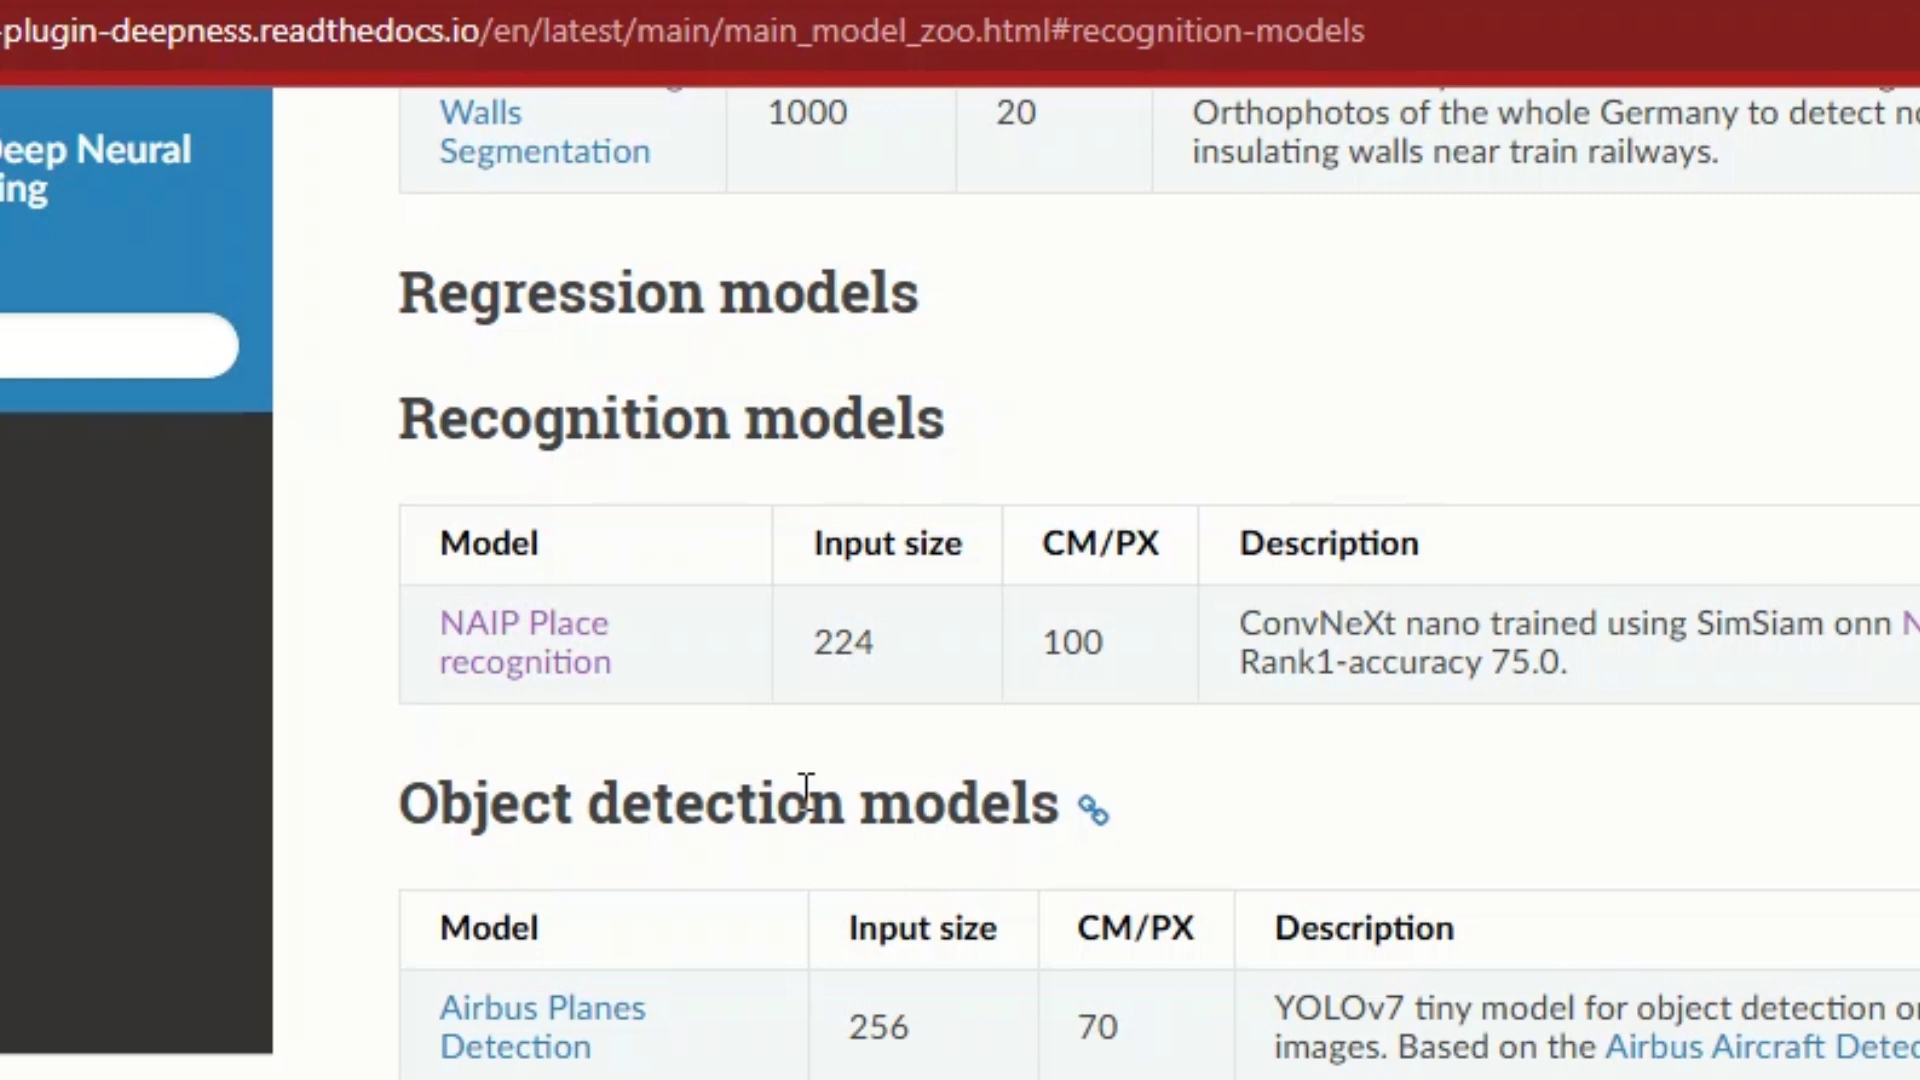 -plugin-deepness.readthedocs.io/en/latest/main/main_model_zoo.html#recognition-models
Deep Neural
ing
Walls
Segmentation
1000
20
Orthophotos of the whole Germany to detect
insulating walls near train railways.
Regression models
Recognition models
Model
Input size
CM/PX
Description
NAIP Place
recognition
224
100
ConvNeXt nano trained using SimSiam onn
Rank1-accuracy 75.0.
Object detection models
Model
Input size
CM/PX
Description
Airbus Planes
Detection
256
70
YOLOv7 tiny model for object detection
images. Based on the Airbus Aircraft